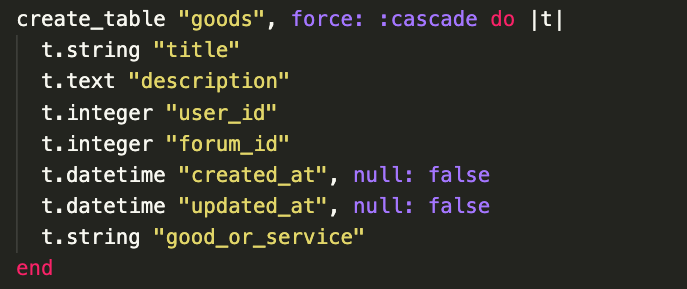 create_table "goods", force: :cascade do |t|
  t.string "title"
  t.text "description"
  t.integer "user_id"
  t.integer "forum_id"
  t.datetime "created_at", null: false
  t.datetime "updated_at", null: false
  t.string "good_or_service"
end